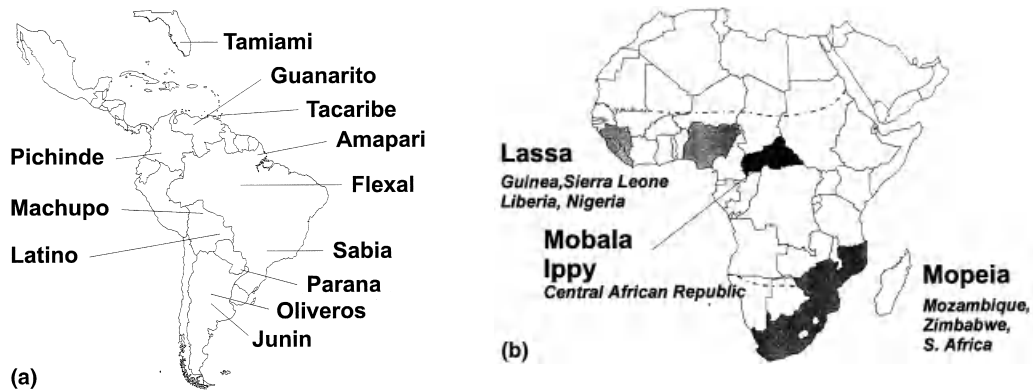 Tamiami
Guanarito
Tacaribe
Amapari
Pichinde
Flexal
Machupo
Latino
Sabia
Parana
Oliveros
Junin
(a)
Lassa
Guinea,Sierra Leone
Liberia, Nigeria
Mobala
Ippy
Central African Republic
Mopeia
Mozambique,
Zimbabwe,
S. Africa
(b)